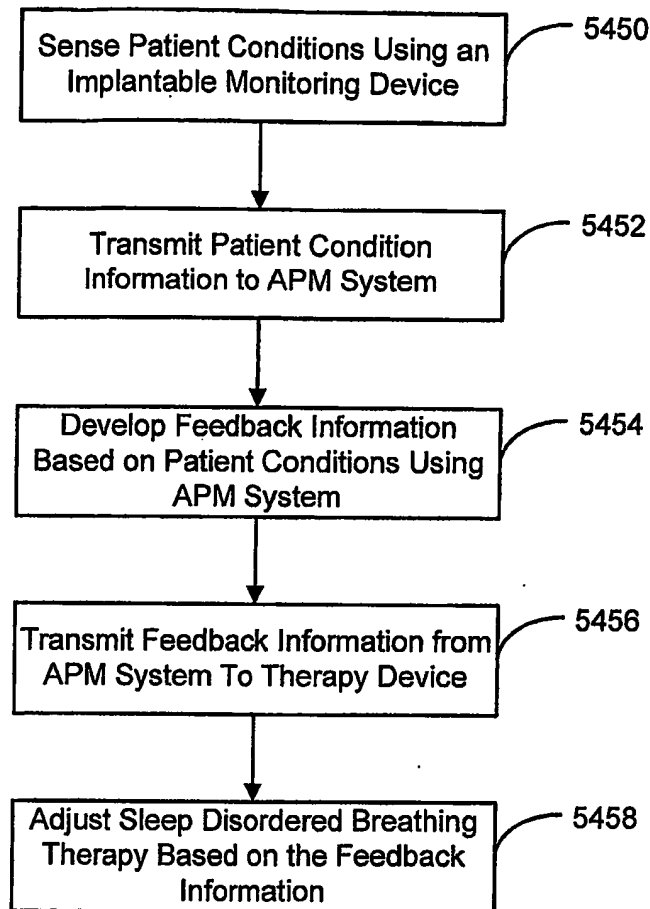 Sense Patient Conditions Using an
Implantable Monitoring Device
5450
Transmit Patient Condition
Information to APM System
5452
Develop Feedback Information
Based on Patient Conditions Using
APM System
5454
Transmit Feedback Information from
APM System To Therapy Device
5456
Adjust Sleep Disordered Breathing
Therapy Based on the Feedback
Information
5458